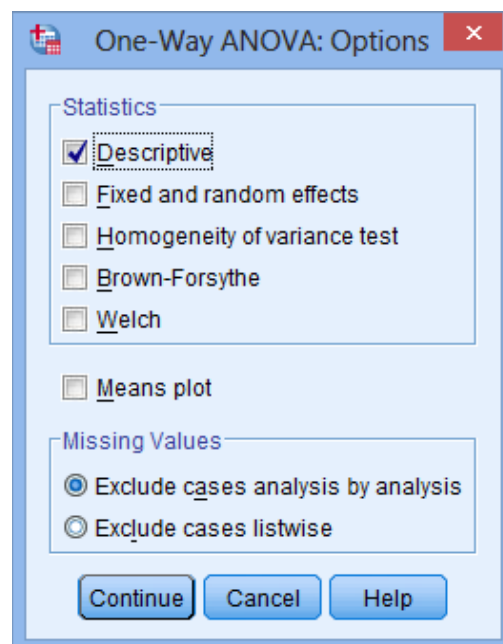 One-Way ANOVA: Options
Statistics
Descriptive
Fixed and random effects
Homogeneity of variance test
Brown-Forsythe
Welch
Means plot
Missing Values
Exclude cases analysis by analysis
Exclude cases listwise
Continue Cancel Help